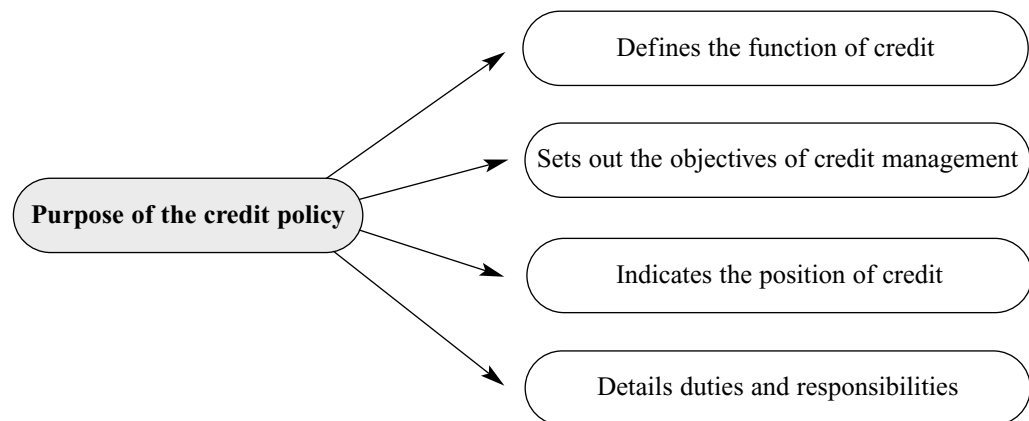 Defines the function of credit
Sets out the objectives of credit management
Purpose of the credit policy
Indicates the position of credit
Details duties and responsibilities